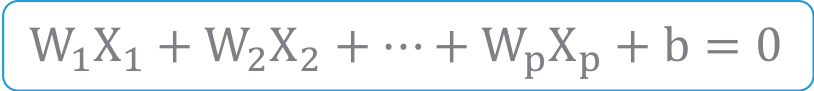 W₁X₁ + W₂X₂ + ⋯ + WₚXₚ + b = 0